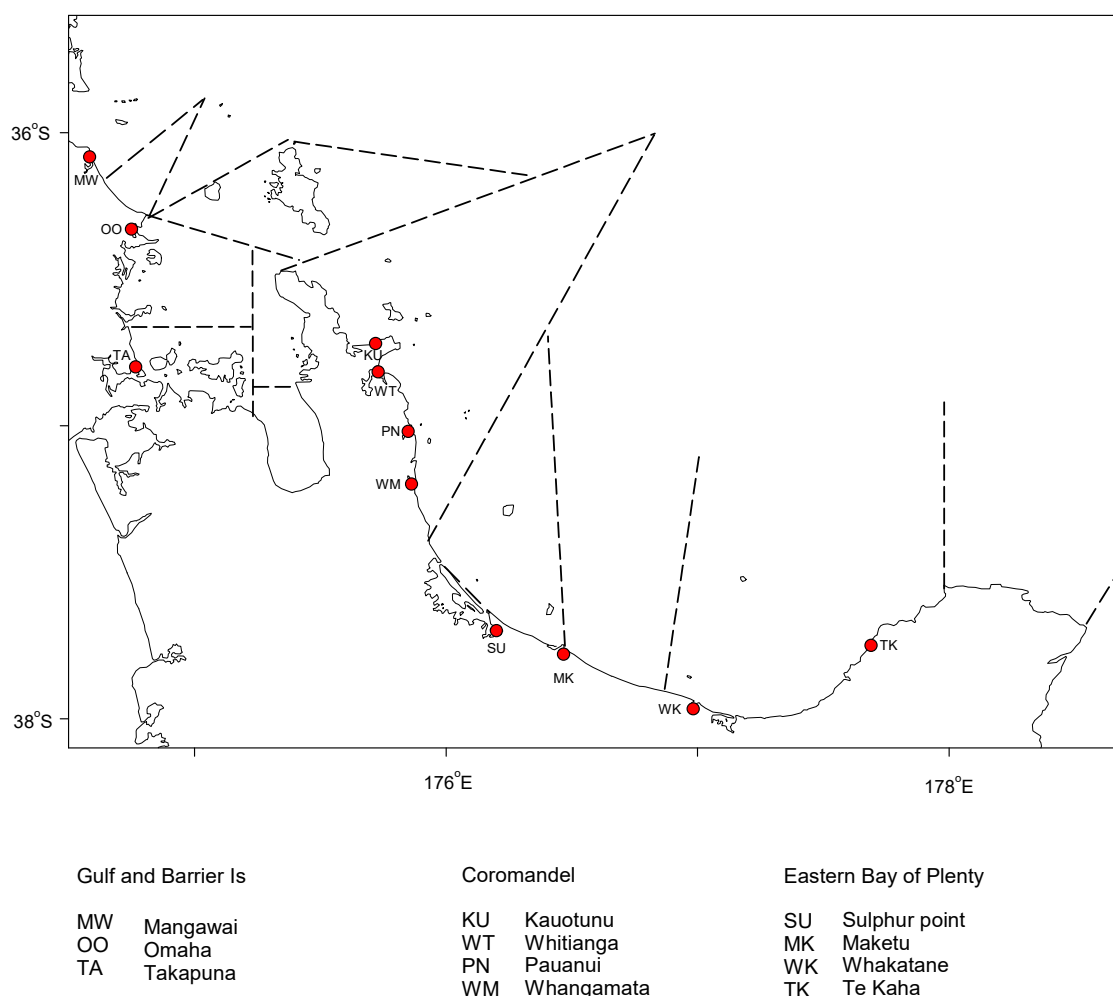 36°S
MW
OO
TA
KU
WT
PN
WM
SU
TK
MK
WK
38°S
176°E
178°E
Gulf and Barrier Is
MW Mangawai
OO Omaha
TA Takapuna
Coromandel
KU Kauotunu
WT Whitianga
PN Pauanui
WM Whangamata
Eastern Bay of Plenty
SU Sulphur point
MK Maketu
WK Whakatane
TK Te Kaha